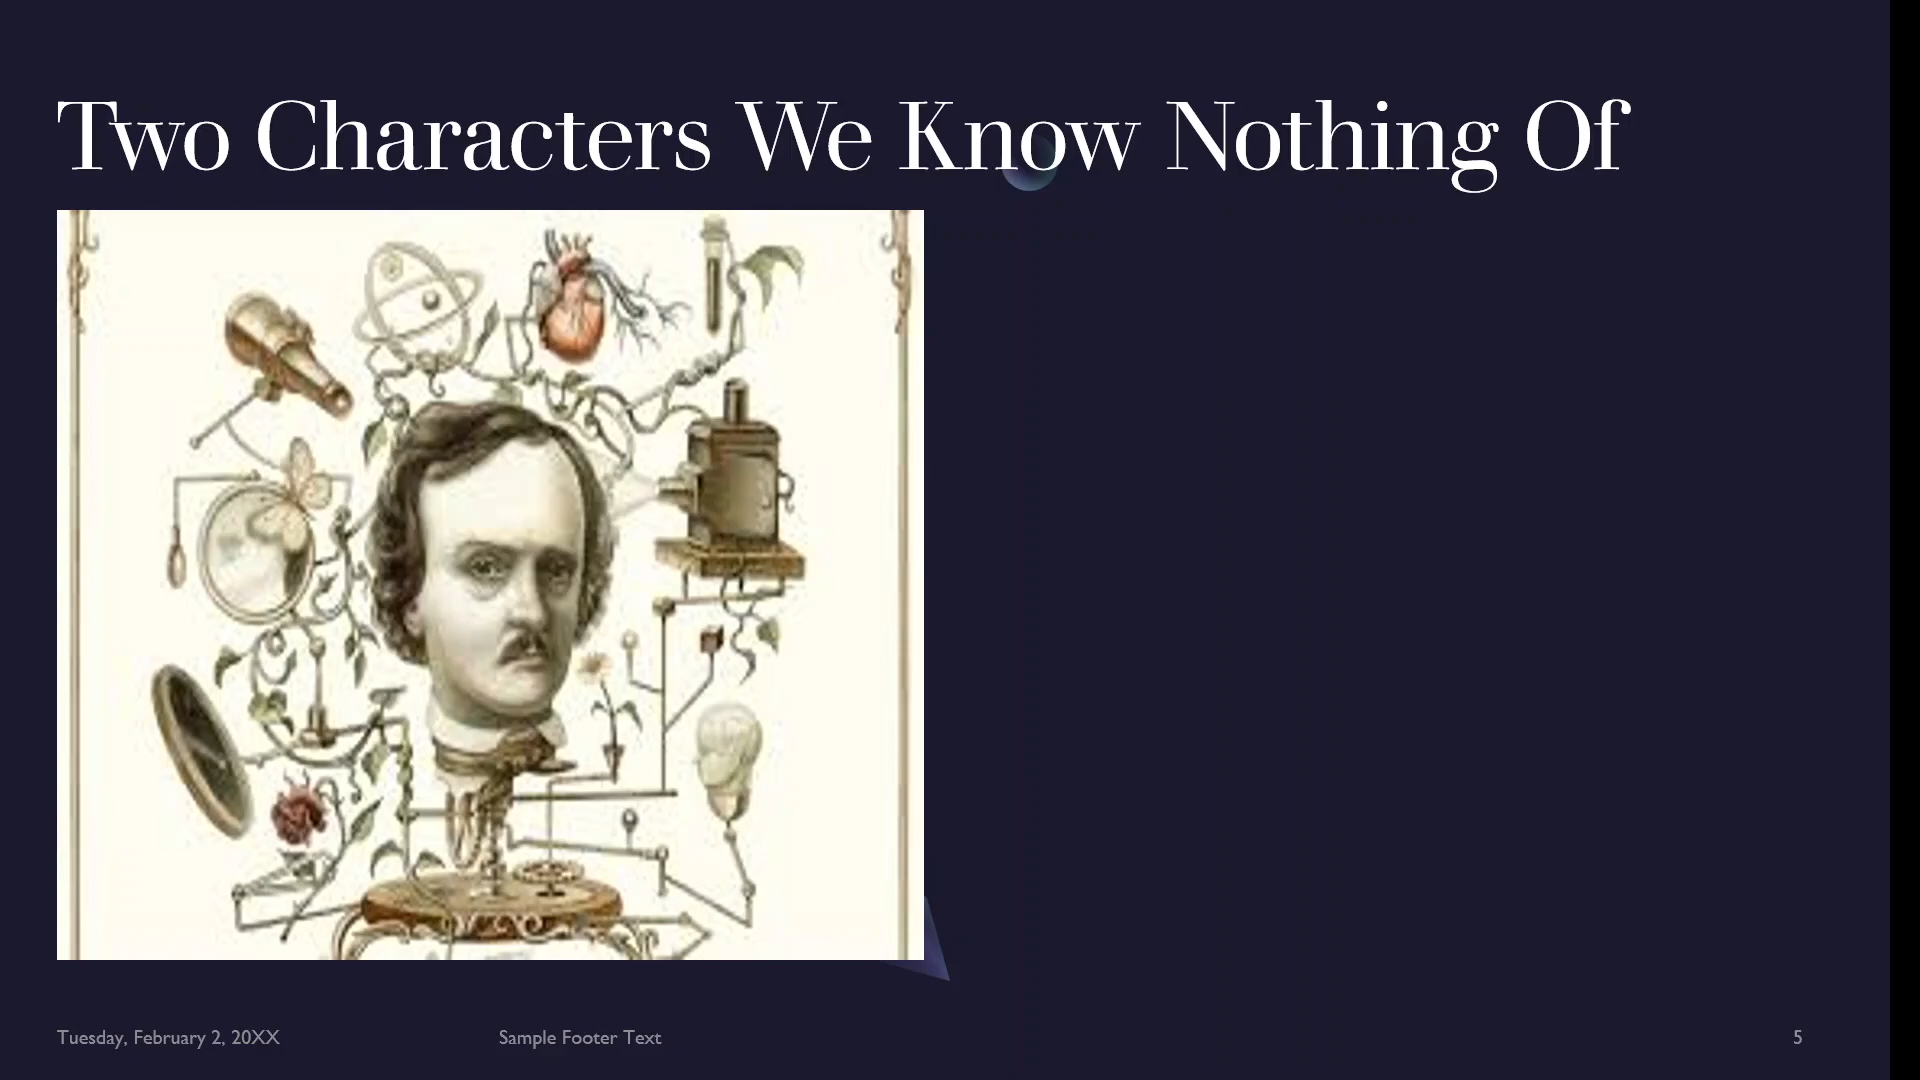 Two Characters We Know Nothing Of
Tuesday, February 2, 20XX
Sample Footer Text
5